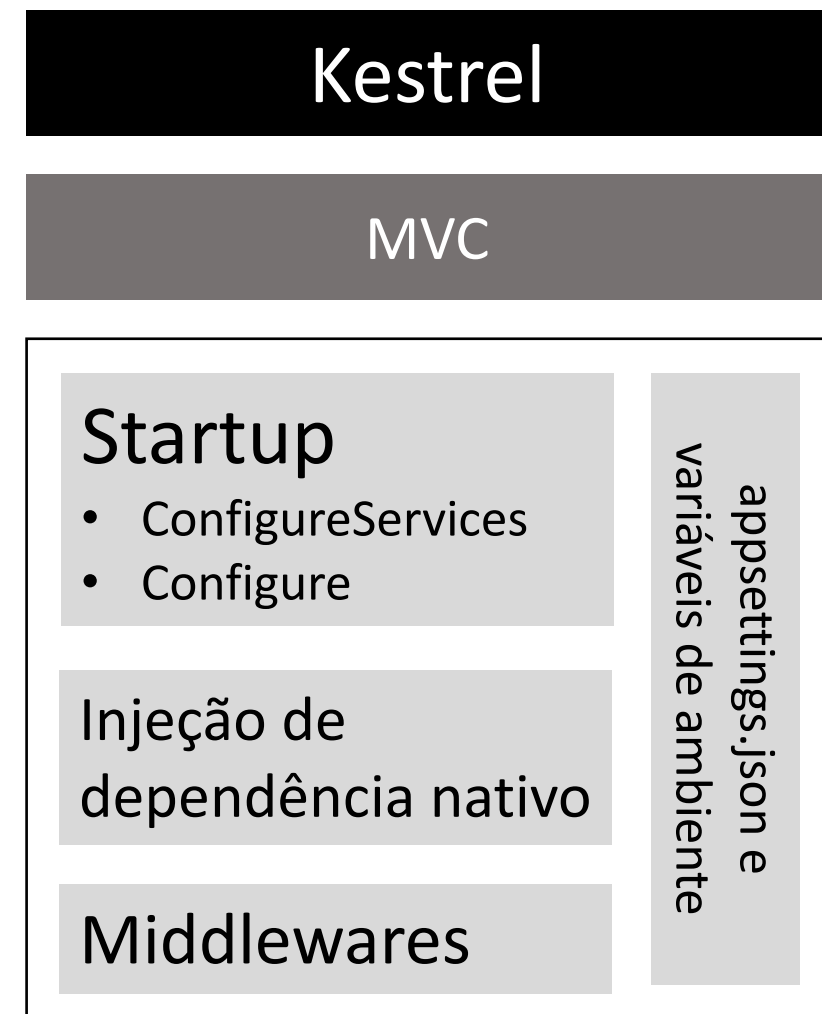 Kestrel
MVC
Startup
• ConfigureServices
• Configure
Injeção de
dependência nativo
Middlewares
appsettings.json e
variáveis de ambiente